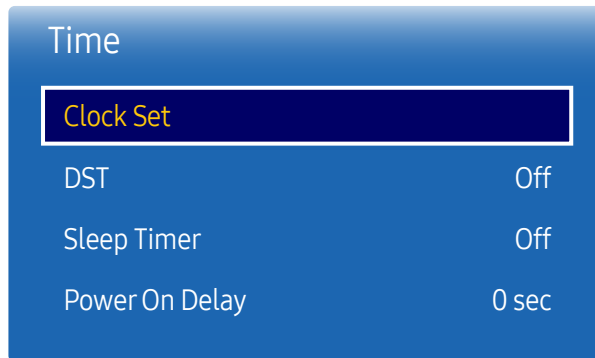 Time
Clock Set
DST Off
Sleep Timer Off
Power On Delay 0 sec